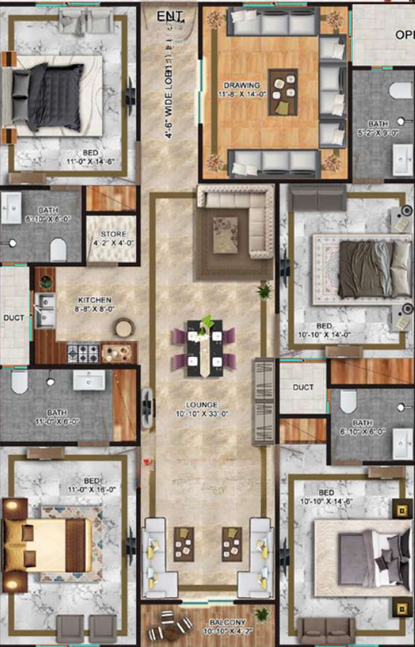 ENT.
4'-6" WIDE LOBBY
OPE
DRAWING
11'-8" X 14'-0"
BATH
5'-2" X 9'-0"
BED
11'-0" X 14'-6"
BATH
6'-10" X 6'-0"
STORE
4'-2" X 4'-0"
KITCHEN
8'-8" X 8'-0"
DUCT
BED
10'-10" X 14'-0"
DUCT
LOUNGE
10'-10" X 33'-0"
BATH
11'-0" X 6'-0"
BATH
6'-10" X 6'-0"
BED
11'-0" X 16'-0"
BED
10'-10" X 14'-6"
BALCONY
10'-10" X 4'-2"